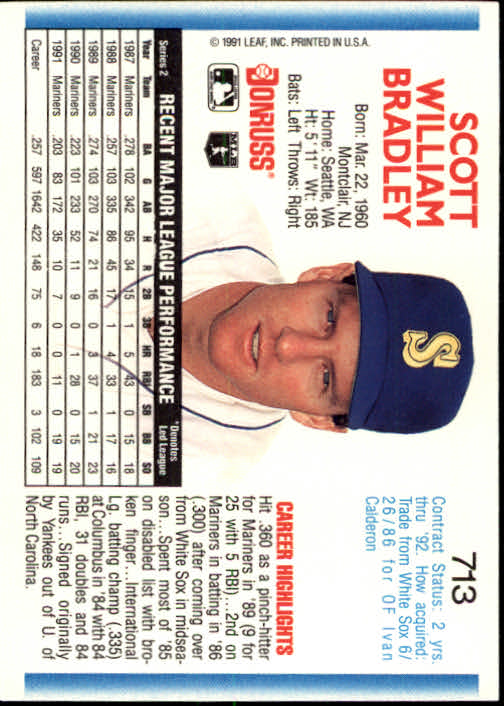 713
SCOTT
WILLIAM
BRADLEY
Born: Mar. 22, 1960
Montclair, NJ
Home: Seattle, WA
Ht: 5' 11" Wt: 185
Bats: Left Throws: Right
DONRUSS®
MLB
© 1991 LEAF, INC. PRINTED IN U.S.A.
S
Contract Status: 2 yrs.
thru '92. How acquired:
Trade from White Sox 6/
26/86 for OF Ivan
Calderon
CAREER HIGHLIGHTS
Hit .360 as a pinch-hitter
for Mariners in '89 (9 for
25 with 5 RBI)...2nd on
Mariners in batting in '86
(.300) after coming over
from White Sox in midsea-
son...Spent most of '85
on disabled list with bro-
ken finger...International
Lg. batting champ (.335)
at Columbus in '84 with 84
RBI, 31 doubles and 84
runs...Signed originally
by Yankees out of U. of
North Carolina.
Series 2 RECENT MAJOR LEAGUE PERFORMANCE *Denotes Led League
Year Team BA G AB H R 2B 3B HR RBI SB BB SO
1987 Mariners .278 102 342 95 34 15 1 5 43 0 15 18
1988 Mariners .257 103 335 86 45 17 1 4 33 1 17 16
1989 Mariners .274 103 270 74 21 16 0 3 37 1 21 23
1990 Mariners .223 101 233 52 11 9 0 1 28 0 15 20
1991 Mariners .203 83 172 35 10 7 0 0 11 0 19 19
Career .257 597 1642 422 148 75 6 18 183 3 102 109